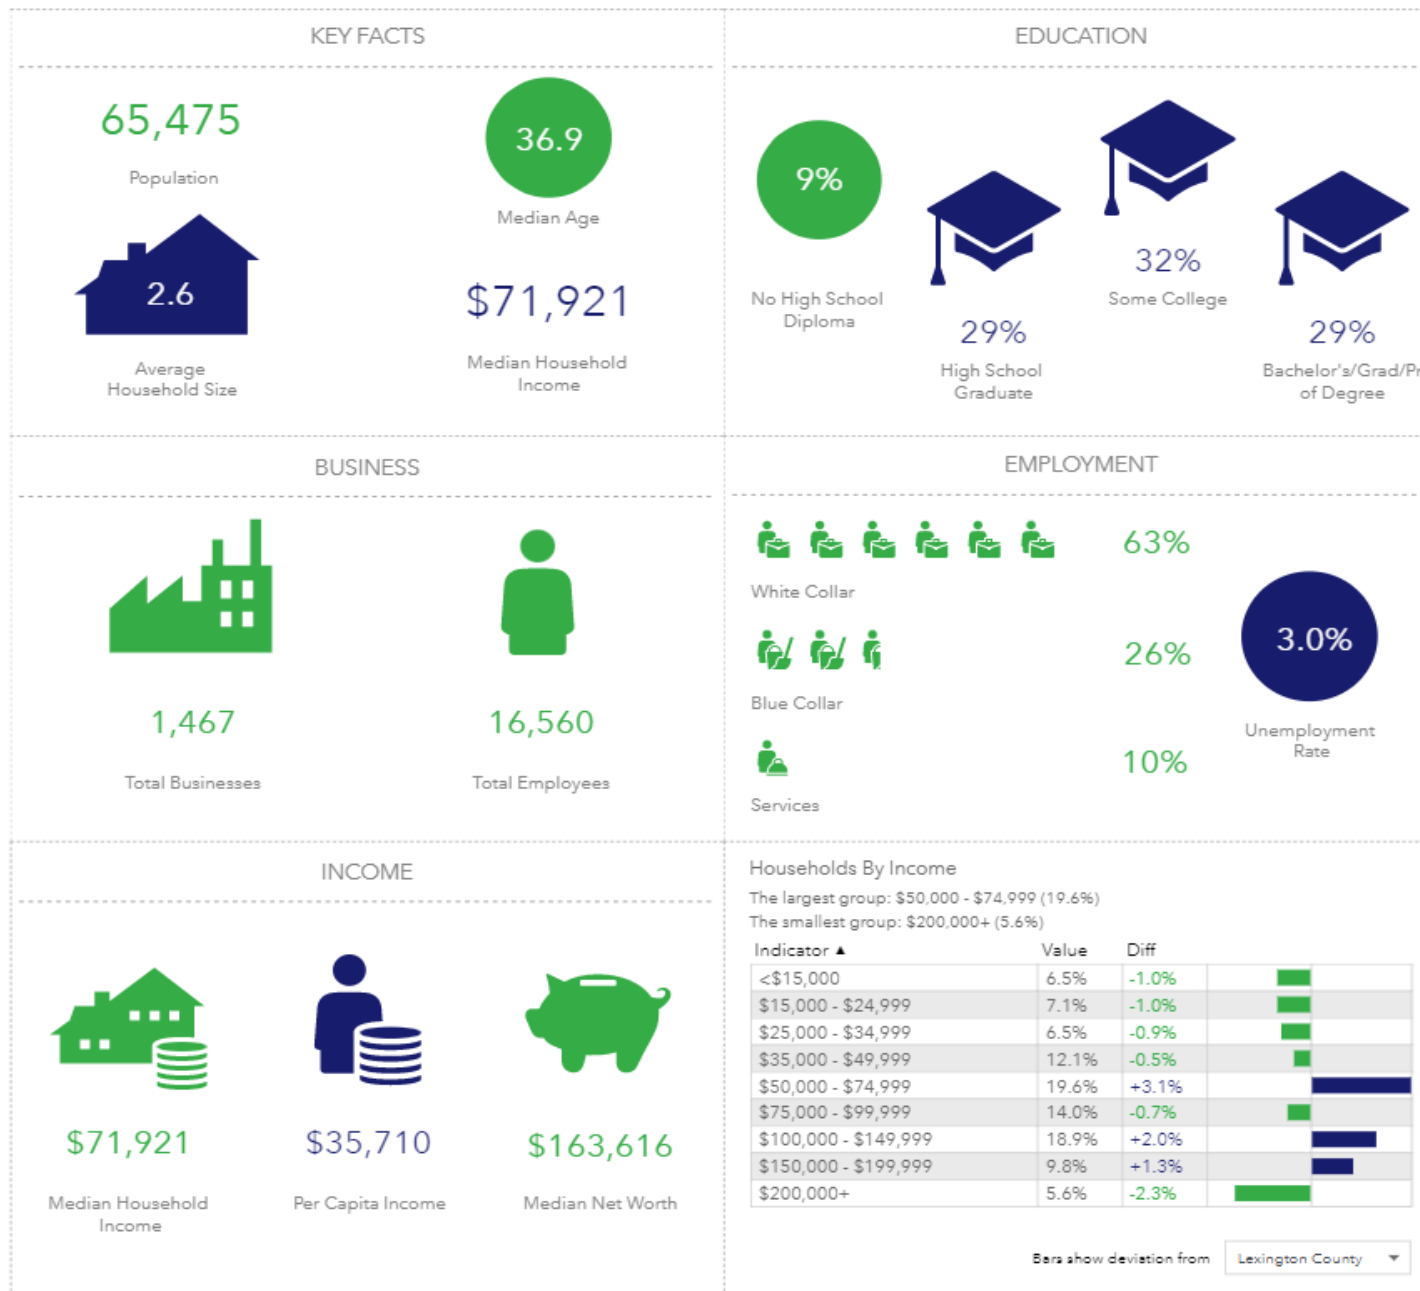 KEY FACTS
65,475
Population
36.9
Median Age
2.6
Average
Household Size
$71,921
Median Household
Income
EDUCATION
9%
No High School
Diploma
29%
High School
Graduate
32%
Some College
29%
Bachelor's/Grad/Pr
of Degree
BUSINESS
1,467
Total Businesses
16,560
Total Employees
EMPLOYMENT
63%
White Collar
26%
Blue Collar
10%
Services
3.0%
Unemployment
Rate
INCOME
$71,921
Median Household
Income
$35,710
Per Capita Income
$163,616
Median Net Worth
Households By Income
The largest group: $50,000 - $74,999 (19.6%)
The smallest group: $200,000+ (5.6%)
Indicator ▲ Value Diff
<$15,000 6.5% -1.0%
$15,000 - $24,999 7.1% -1.0%
$25,000 - $34,999 6.5% -0.9%
$35,000 - $49,999 12.1% -0.5%
$50,000 - $74,999 19.6% +3.1%
$75,000 - $99,999 14.0% -0.7%
$100,000 - $149,999 18.9% +2.0%
$150,000 - $199,999 9.8% +1.3%
$200,000+ 5.6% -2.3%
Bars show deviation from Lexington County